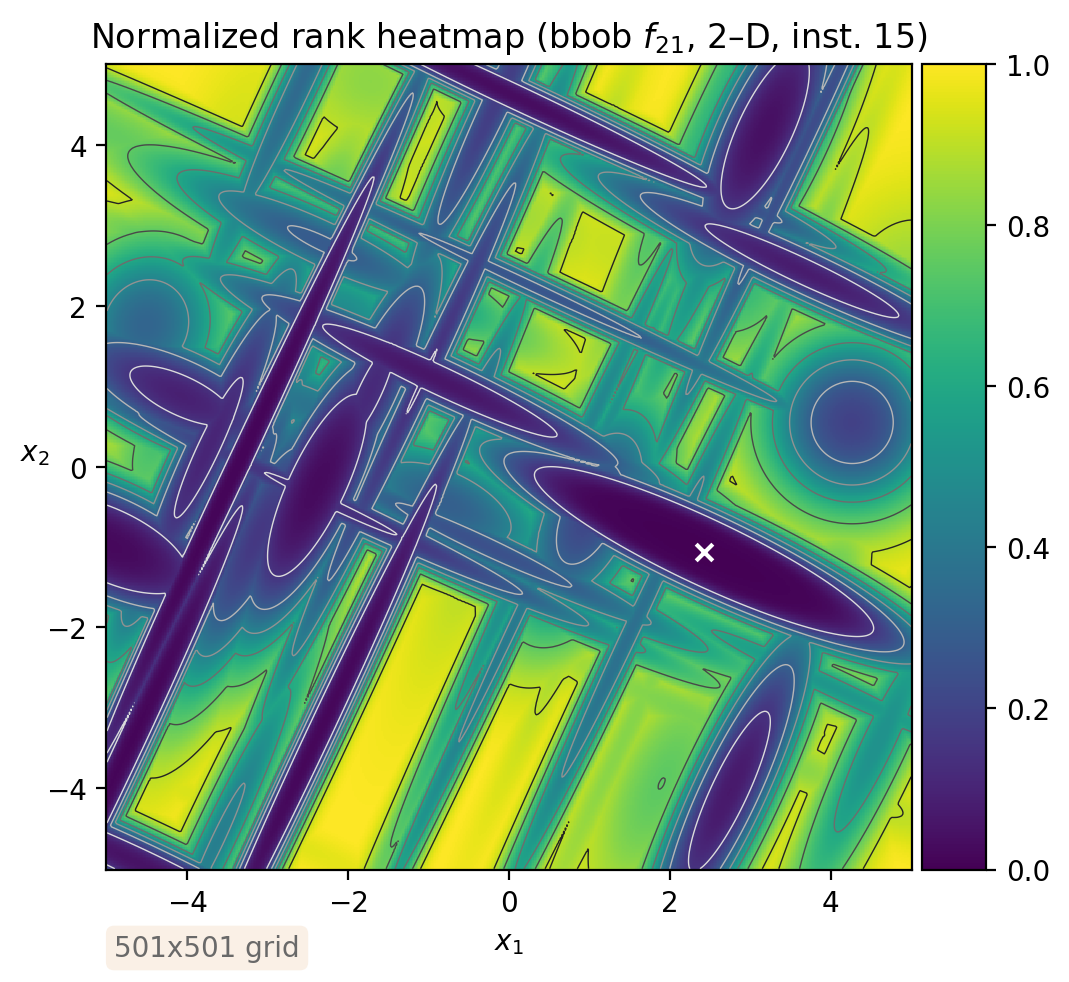 Normalized rank heatmap (bbob f21, 2–D, inst. 15)
1.0
0.8
0.6
0.4
0.2
0.0
4
2
0
−2
−4
x2
−4 −2 0 2 4
x1
501x501 grid